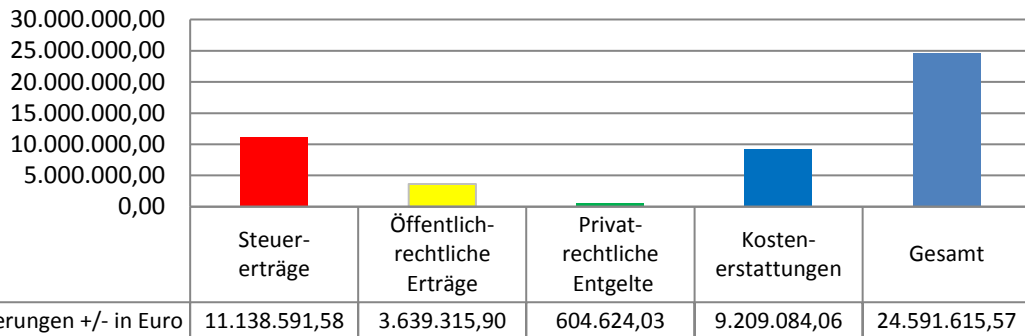 30.000.000,00
25.000.000,00
20.000.000,00
15.000.000,00
10.000.000,00
5.000.000,00
0,00
Steuer-
erträge
Öffentlich-
rechtliche
Erträge
Privat-
rechtliche
Entgelte
Kosten-
erstattungen
Gesamt
+/- in Euro 11.138.591,58 3.639.315,90 604.624,03 9.209.084,06 24.591.615,57